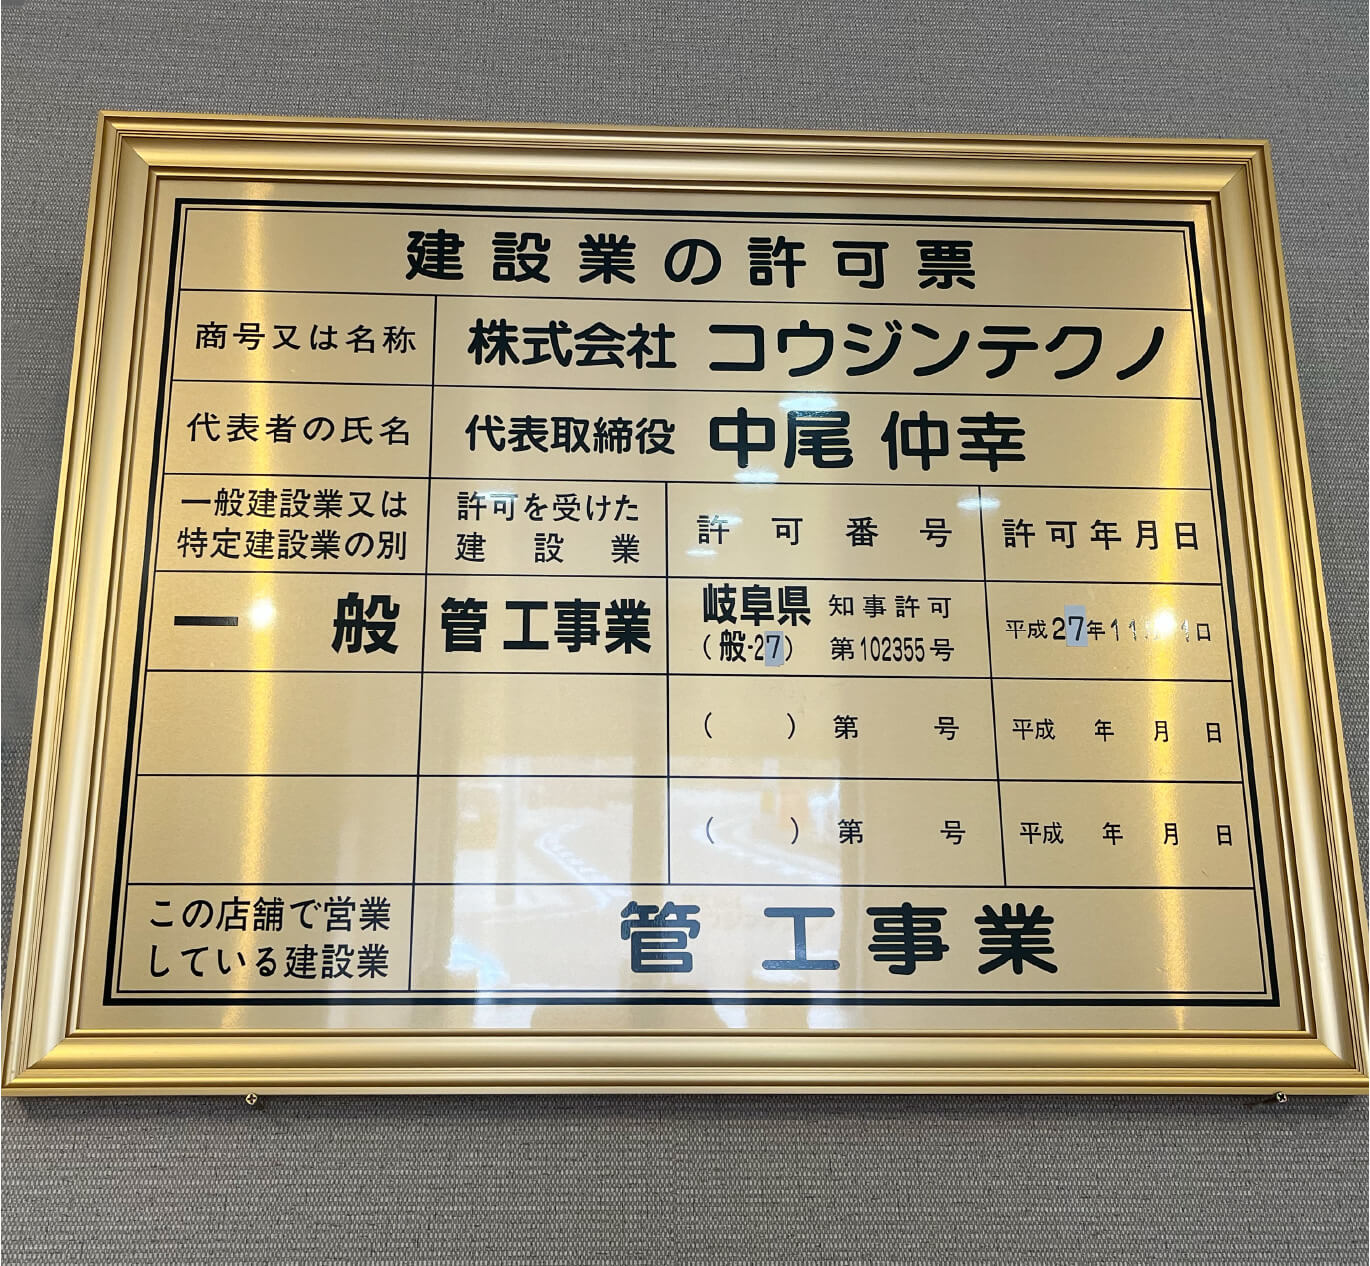 建設業の許可票
商号又は名称 株式会社 コウジンテクノ
代表者の氏名 代表取締役 中尾 仲幸
一般建設業又は
特定建設業の別
許可を受けた
建設業
許可番号
許可年月日
一般
管工事業
岐阜県 知事許可
(般-27) 第102355号
平成27年11
( ) 第 号
平成 年 月 日
( ) 第 号
平成 年 月 日
この店舗で営業
している建設業
管工事業